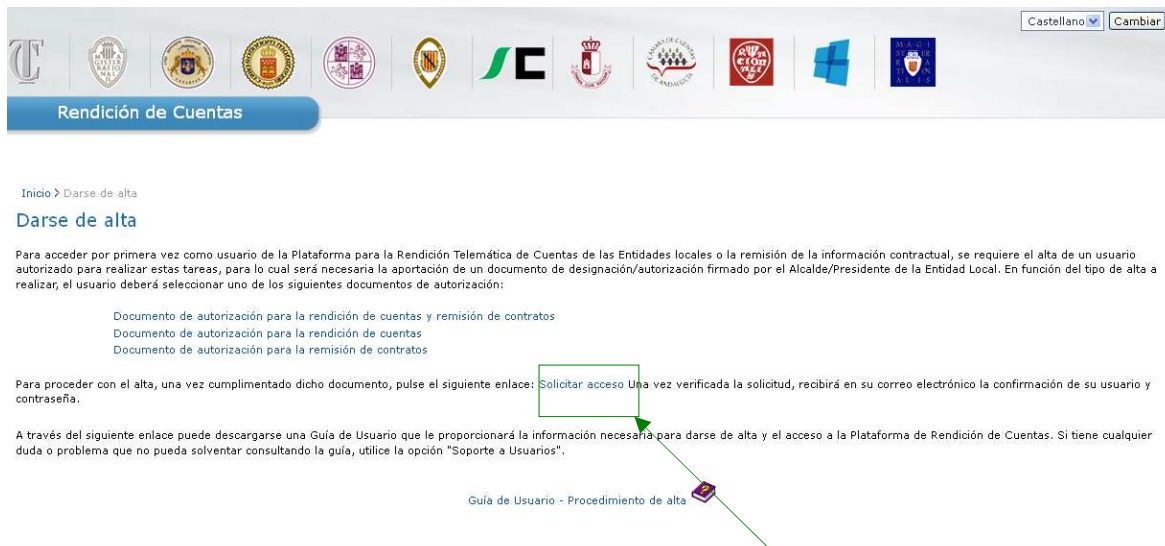 Castellano Cambiar
Rendición de Cuentas
Inicio > Darse de alta
Darse de alta
Para acceder por primera vez como usuario de la Plataforma para la Rendición Telemática de Cuentas de las Entidades locales o la remisión de la información contractual, se requiere el alta de un usuario
autorizado para realizar estas tareas, para lo cual será necesaria la aportación de un documento de designación/autorización firmado por el Alcalde/Presidente de la Entidad Local. En función del tipo de alta a
realizar, el usuario deberá seleccionar uno de los siguientes documentos de autorización:
Documento de autorización para la rendición de cuentas y remisión de contratos
Documento de autorización para la rendición de cuentas
Documento de autorización para la remisión de contratos
Para proceder con el alta, una vez cumplimentado dicho documento, pulse el siguiente enlace: Solicitar acceso Una vez verificada la solicitud, recibirá en su correo electrónico la confirmación de su usuario y
contraseña.
A través del siguiente enlace puede descargarse una Guía de Usuario que le proporcionará la información necesaria para darse de alta y el acceso a la Plataforma de Rendición de Cuentas. Si tiene cualquier
duda o problema que no pueda solventar consultando la guía, utilice la opción "Soporte a Usuarios".
Guía de Usuario - Procedimiento de alta